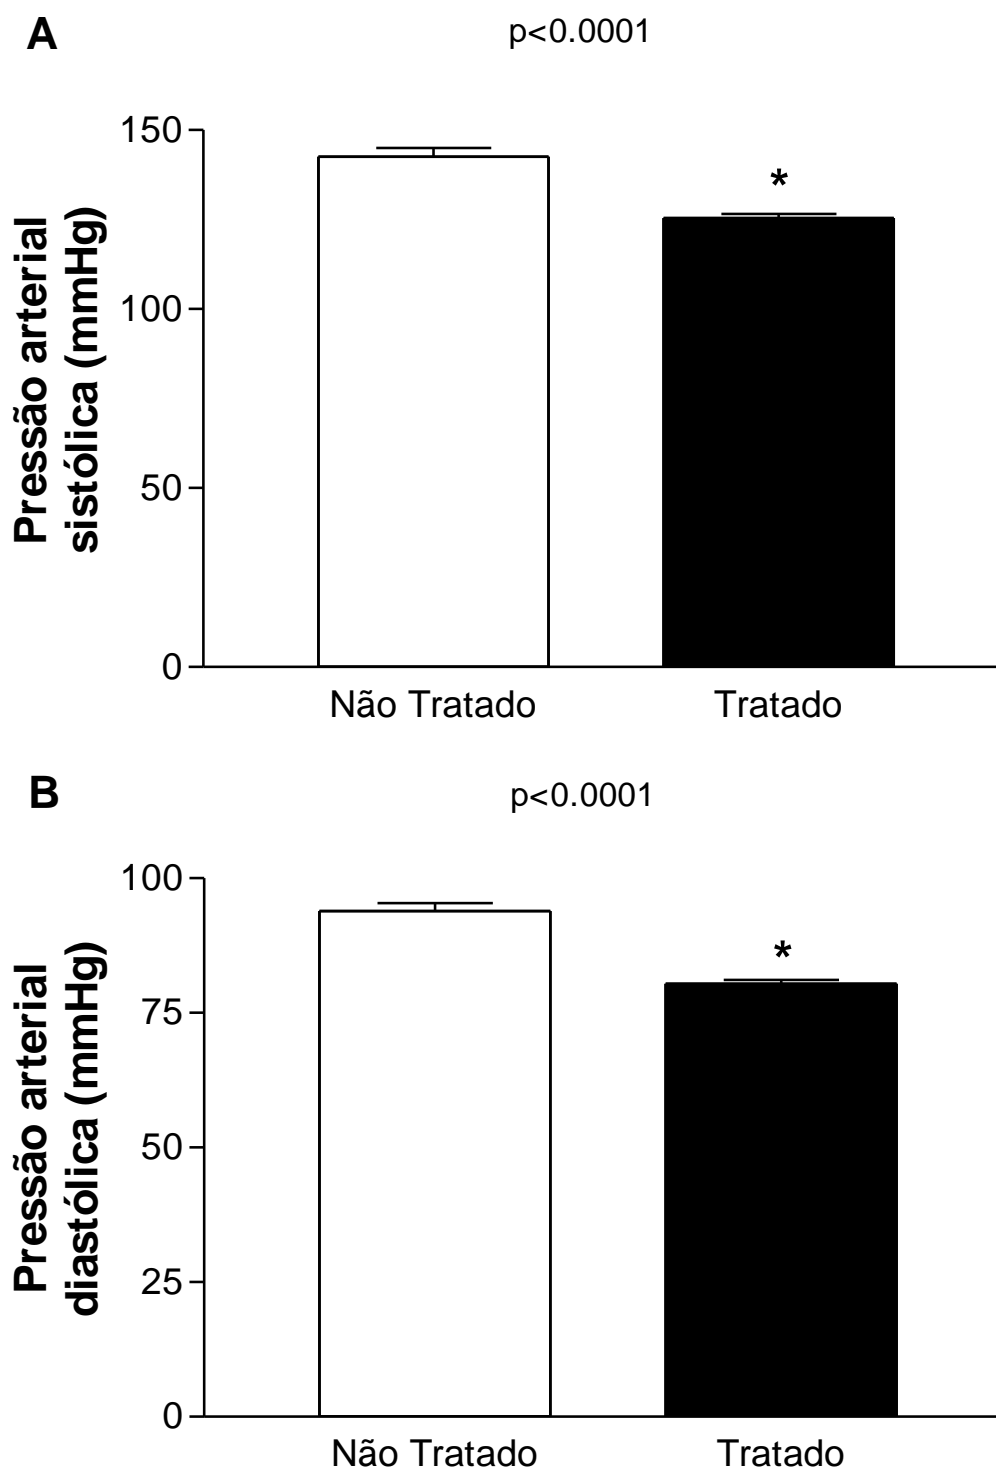 A
p<0.0001
150
100
50
0
Pressão arterial
sistólica (mmHg)
*
Não Tratado
Tratado
B
p<0.0001
100
75
50
25
0
Pressão arterial
diastólica (mmHg)
*
Não Tratado
Tratado